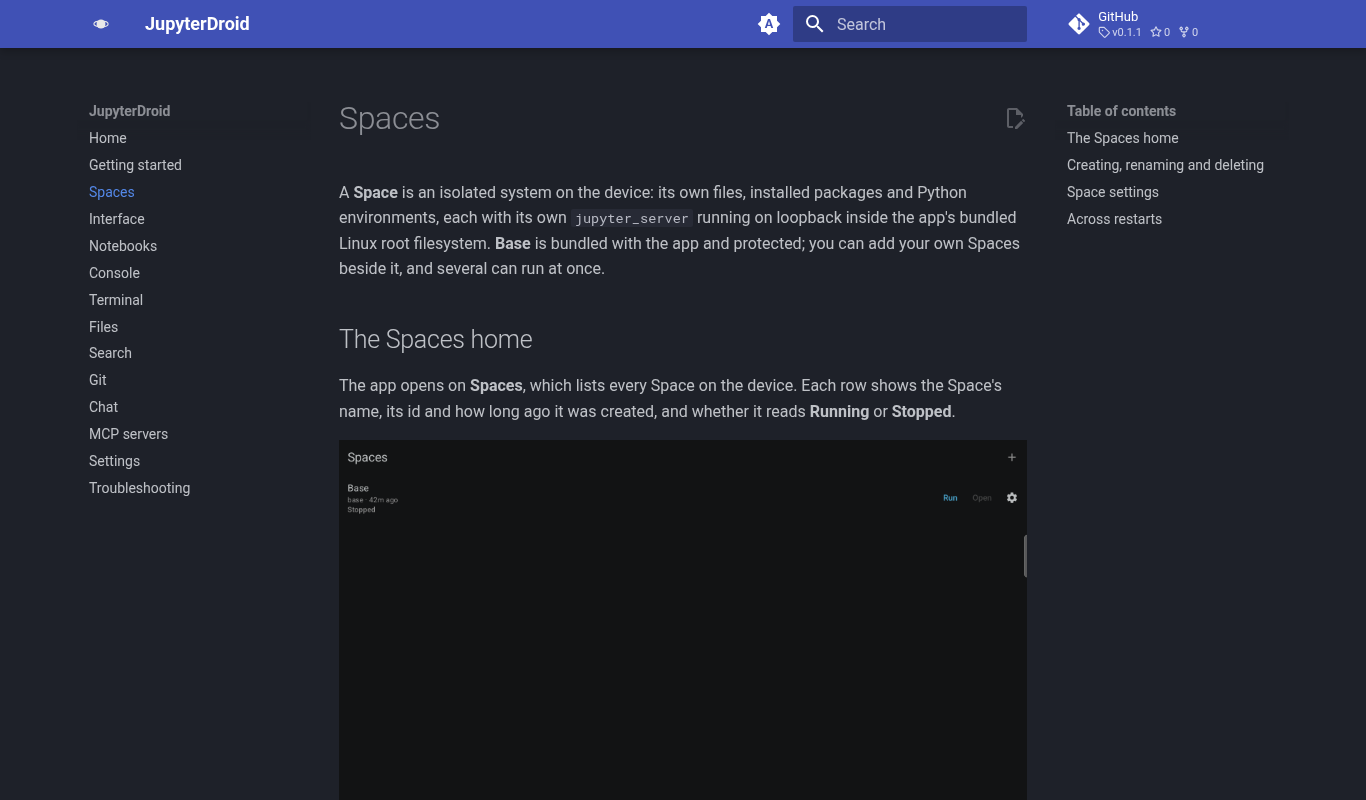 JupyterDroid
Search
GitHub
v0.1.1 0 0
JupyterDroid
Home
Getting started
Spaces
Interface
Notebooks
Console
Terminal
Files
Search
Git
Chat
MCP servers
Settings
Troubleshooting
Spaces
A Space is an isolated system on the device: its own files, installed packages and Python
environments, each with its own jupyter_server running on loopback inside the app's bundled
Linux root filesystem. Base is bundled with the app and protected; you can add your own Spaces
beside it, and several can run at once.
The Spaces home
The app opens on Spaces, which lists every Space on the device. Each row shows the Space's
name, its id and how long ago it was created, and whether it reads Running or Stopped.
Spaces
Base
base · 42m ago
Stopped
Run Open
Table of contents
The Spaces home
Creating, renaming and deleting
Space settings
Across restarts